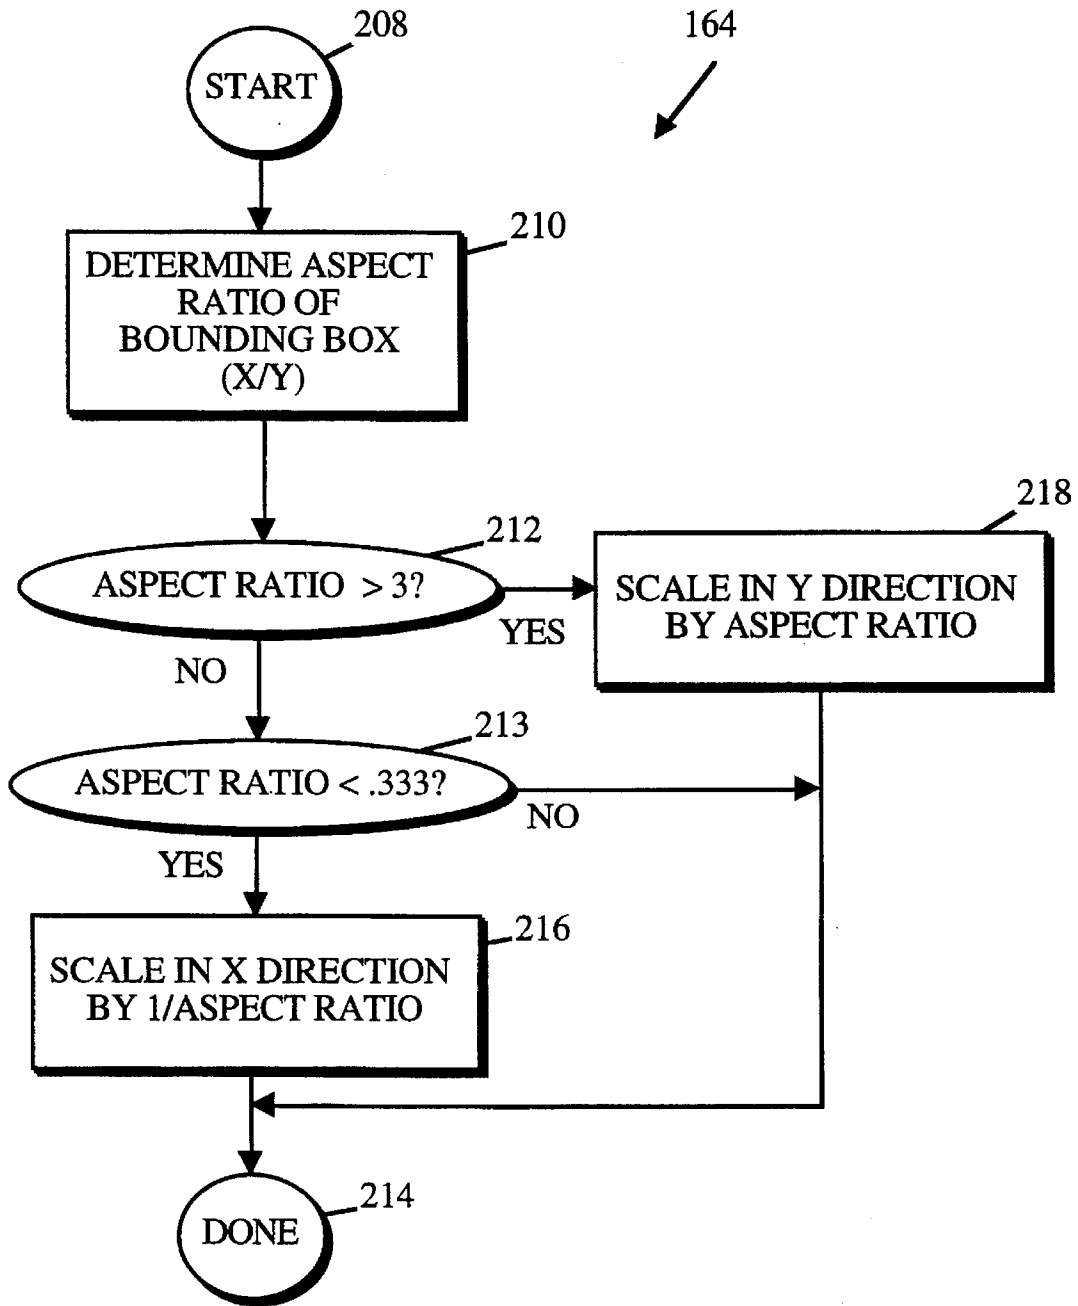 208
164
START
210
DETERMINE ASPECT
RATIO OF
BOUNDING BOX
(X/Y)
218
212
ASPECT RATIO > 3?
SCALE IN Y DIRECTION
BY ASPECT RATIO
YES
NO
213
ASPECT RATIO < .333?
NO
YES
216
SCALE IN X DIRECTION
BY 1/ASPECT RATIO
214
DONE